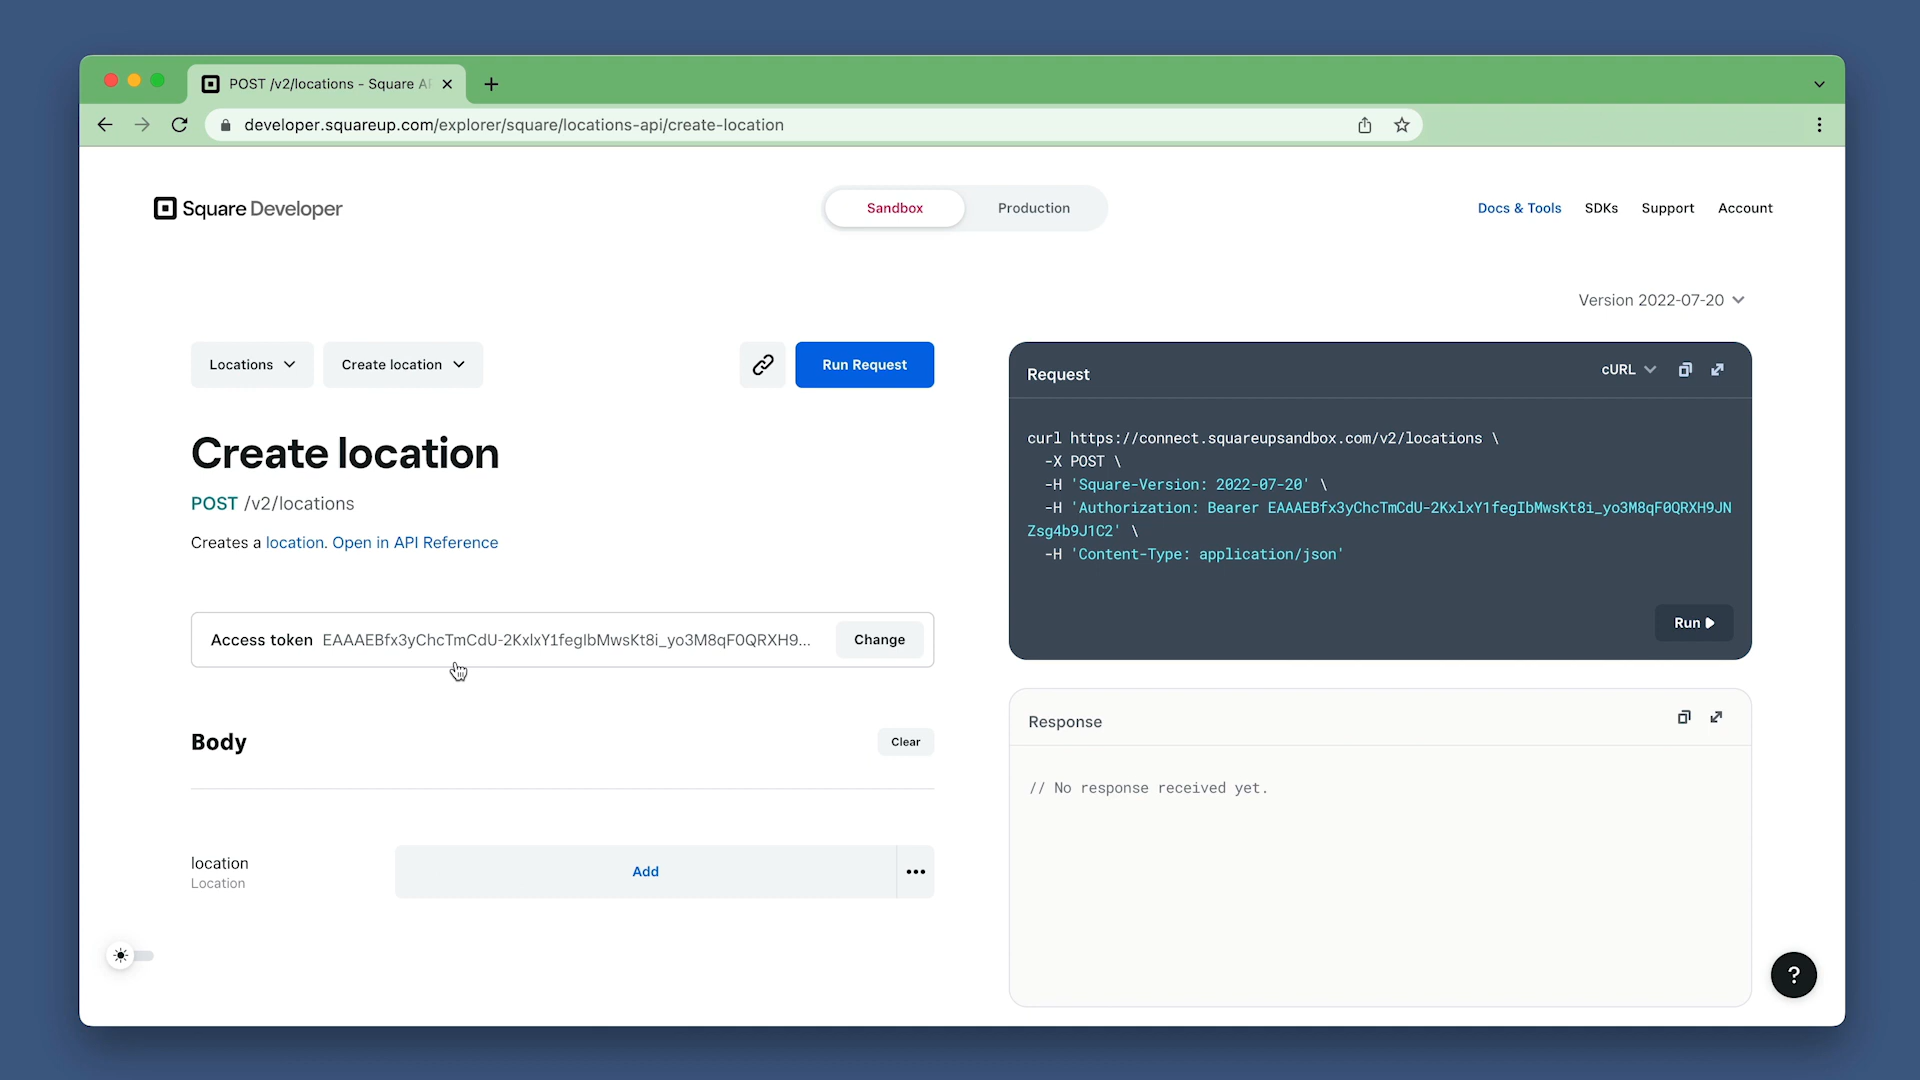 POST /v2/locations - Square AP
developer.squareup.com/explorer/square/locations-api/create-location
Square Developer
Sandbox
Production
Docs & Tools
SDKs
Support
Account
Version 2022-07-20
Locations
Create location
Run Request
Create location
POST /v2/locations
Creates a location. Open in API Reference
Access token EAAAEBfx3yChcTmCdU-2KxlxY1fegIbMwsKt8i_yo3M8qF0QRXH9...
Change
Body
Clear
location
Location
Add
Request
cURL
curl https://connect.squareupsandbox.com/v2/locations \
-X POST \
-H 'Square-Version: 2022-07-20' \
-H 'Authorization: Bearer EAAAEBfx3yChcTmCdU-2KxlxY1fegIbMwsKt8i_yo3M8qF0QRXH9JN
Zsg4b9J1C2' \
-H 'Content-Type: application/json'
Run
Response
// No response received yet.
?